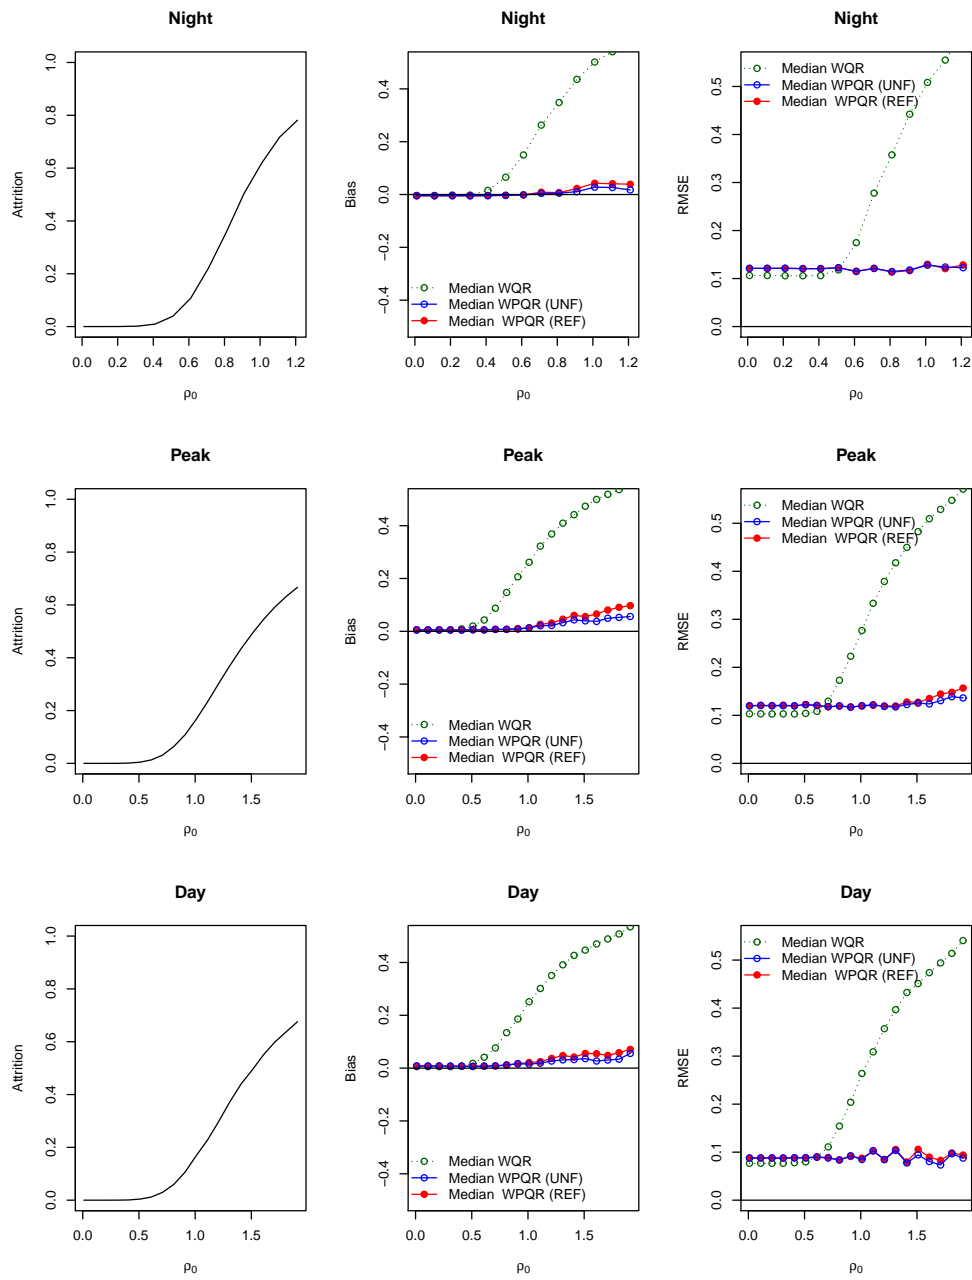 Night
Attrition
0.0 0.2 0.4 0.6 0.8 1.0
0.0 0.2 0.4 0.6 0.8 1.0 1.2
ρ0
Night
Bias
−0.4 −0.2 0.0 0.2 0.4
Median WQR
Median WPQR (UNF)
Median WPQR (REF)
0.0 0.2 0.4 0.6 0.8 1.0 1.2
ρ0
Night
RMSE
0.0 0.1 0.2 0.3 0.4 0.5
Median WQR
Median WPQR (UNF)
Median WPQR (REF)
0.0 0.2 0.4 0.6 0.8 1.0 1.2
ρ0
Peak
Attrition
0.0 0.2 0.4 0.6 0.8 1.0
0.0 0.5 1.0 1.5
ρ0
Peak
Bias
−0.4 −0.2 0.0 0.2 0.4
Median WQR
Median WPQR (UNF)
Median WPQR (REF)
0.0 0.5 1.0 1.5
ρ0
Peak
RMSE
0.0 0.1 0.2 0.3 0.4 0.5
Median WQR
Median WPQR (UNF)
Median WPQR (REF)
0.0 0.5 1.0 1.5
ρ0
Day
Attrition
0.0 0.2 0.4 0.6 0.8 1.0
0.0 0.5 1.0 1.5
ρ0
Day
Bias
−0.4 −0.2 0.0 0.2 0.4
Median WQR
Median WPQR (UNF)
Median WPQR (REF)
0.0 0.5 1.0 1.5
ρ0
Day
RMSE
0.0 0.1 0.2 0.3 0.4 0.5
Median WQR
Median WPQR (UNF)
Median WPQR (REF)
0.0 0.5 1.0 1.5
ρ0